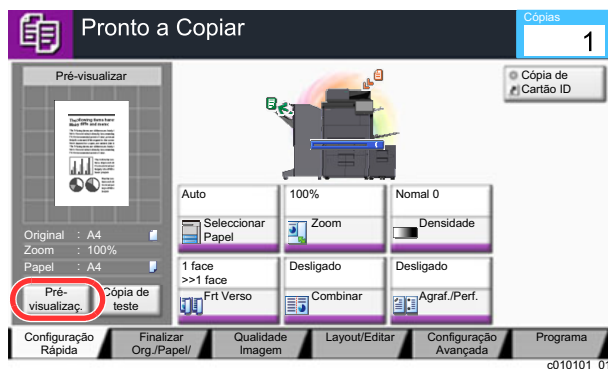 Pronto a Copiar
Cópias
1
Pré-visualizar
Original : A4
Zoom : 100%
Papel : A4
Pré-
visualizaç.
Cópia de
teste
Cópia de
Cartão ID
Auto
Seleccionar
Papel
100%
Zoom
Nomal 0
Densidade
1 face
>>1 face
Frt Verso
Desligado
Combinar
Desligado
Agraf./Perf.
Configuração
Rápida
Finalizar
Org./Papel/
Qualidade
Imagem
Layout/Editar
Configuração
Avançada
Programa
c010101_01